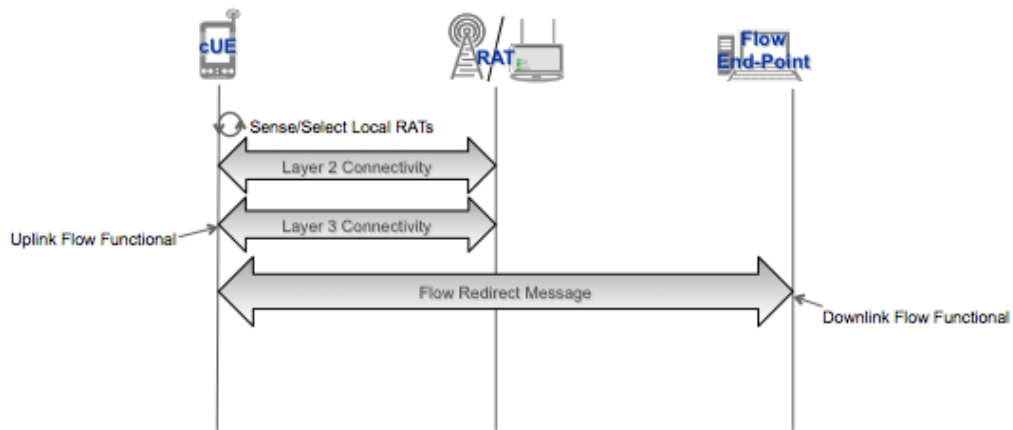 cUE
RAT
Flow
End-Point
Sense/Select Local RATs
Layer 2 Connectivity
Layer 3 Connectivity
Uplink Flow Functional
Flow Redirect Message
Downlink Flow Functional